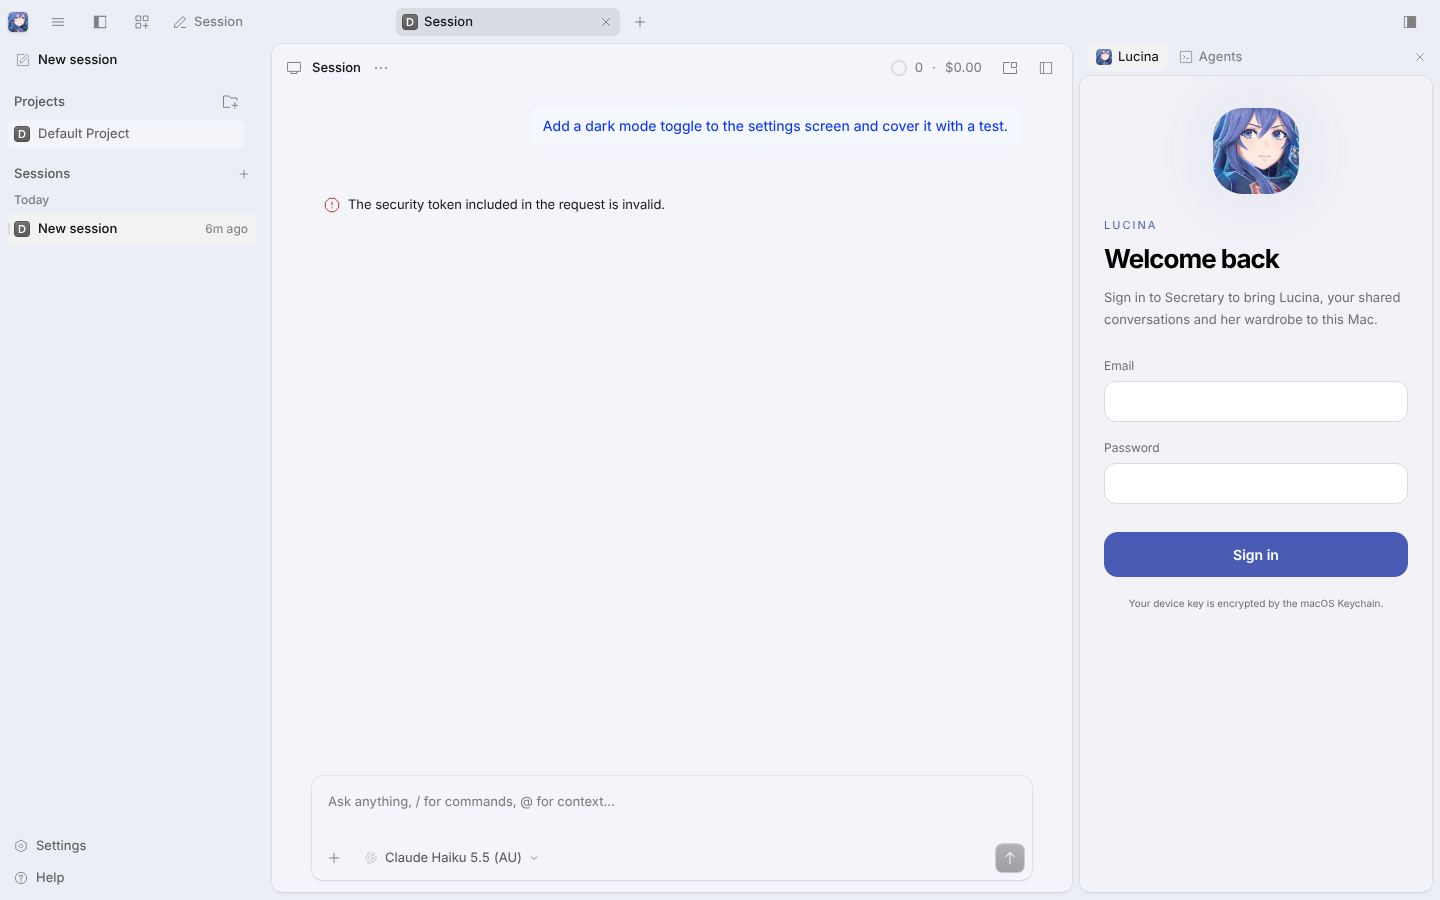 Session
D Session
New session
Projects
D Default Project
Sessions
Today
D New session 6m ago
Settings
Help
Session
0 · $0.00
Add a dark mode toggle to the settings screen and cover it with a test.
The security token included in the request is invalid.
Ask anything, / for commands, @ for context...
Claude Haiku 5.5 (AU)
Lucina
Agents
LUCINA
Welcome back
Sign in to Secretary to bring Lucina, your shared
conversations and her wardrobe to this Mac.
Email
Password
Sign in
Your device key is encrypted by the macOS Keychain.